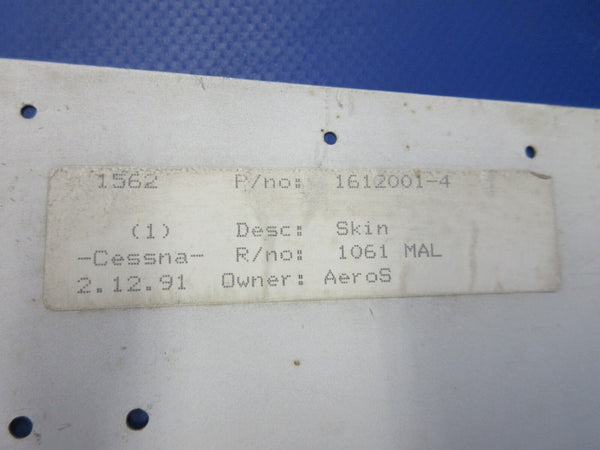 1562 P/no: 1612001-4
(1) Desc: Skin
-Cessna- R/no: 1061 MAL
2.12.91 Owner: AeroS